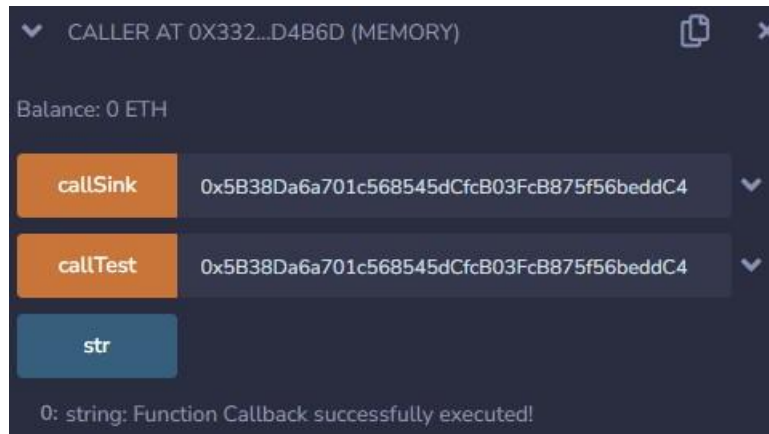 CALLER AT 0X332...D4B6D (MEMORY)
Balance: 0 ETH
callSink 0x5B38Da6a701c568545dCfcB03FcB875f56beddC4
callTest 0x5B38Da6a701c568545dCfcB03FcB875f56beddC4
str
0: string: Function Callback successfully executed!